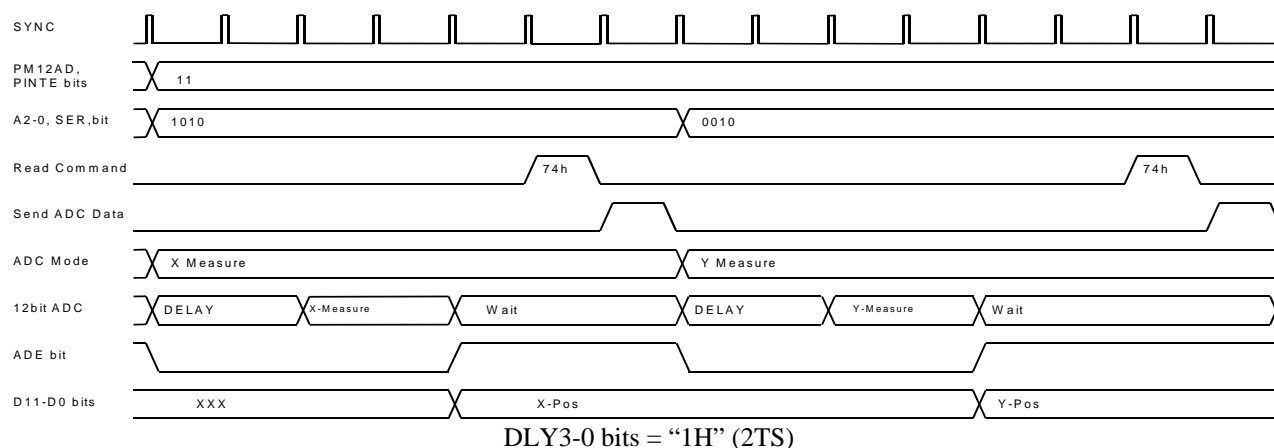 SYNC
PM12AD,
PINTE bits
11
A2-0, SER,bit
1010
0010
Read Command
74h
74h
Send ADC Data
ADC Mode
X Measure
Y Measure
12bit ADC
DELAY
X-Measure
Wait
DELAY
Y-Measure
Wait
ADE bit
D11-D0 bits
XXX
X-Pos
Y-Pos
DLY3-0 bits = “1H” (2TS)